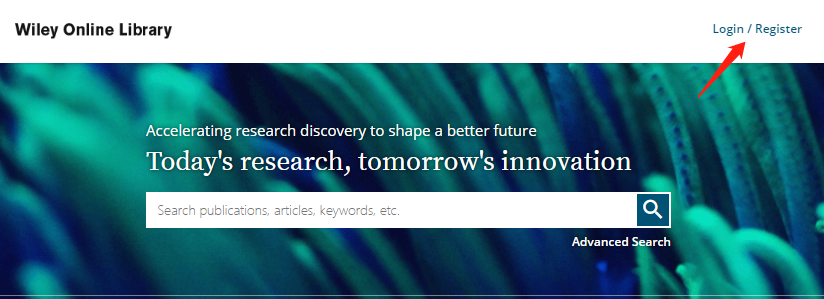 Wiley Online Library
Login / Register
Accelerating research discovery to shape a better future
Today's research, tomorrow's innovation
Search publications, articles, keywords, etc.
Advanced Search